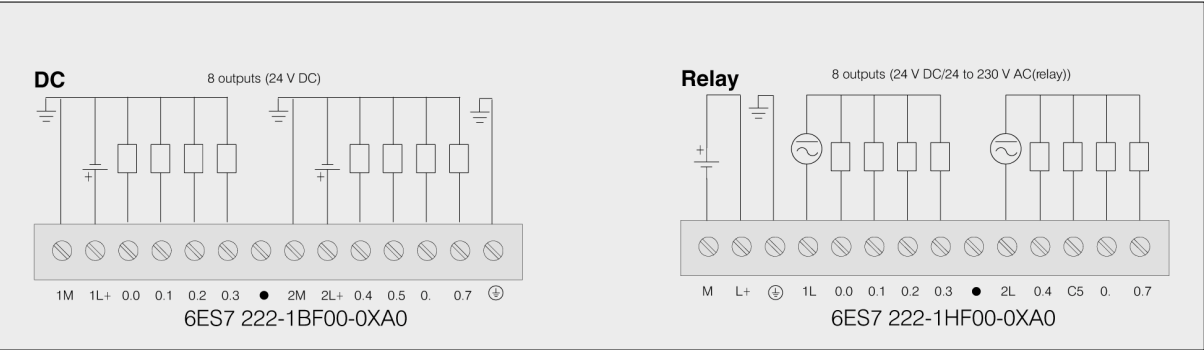 DC
8 outputs (24 V DC)
+
+
1M 1L+ 0.0 0.1 0.2 0.3 ● 2M 2L+ 0.4 0.5 0. 0.7
6ES7 222-1BF00-0XA0
Relay
8 outputs (24 V DC/24 to 230 V AC(relay))
+
M L+ 1L 0.0 0.1 0.2 0.3 ● 2L 0.4 C5 0. 0.7
6ES7 222-1HF00-0XA0